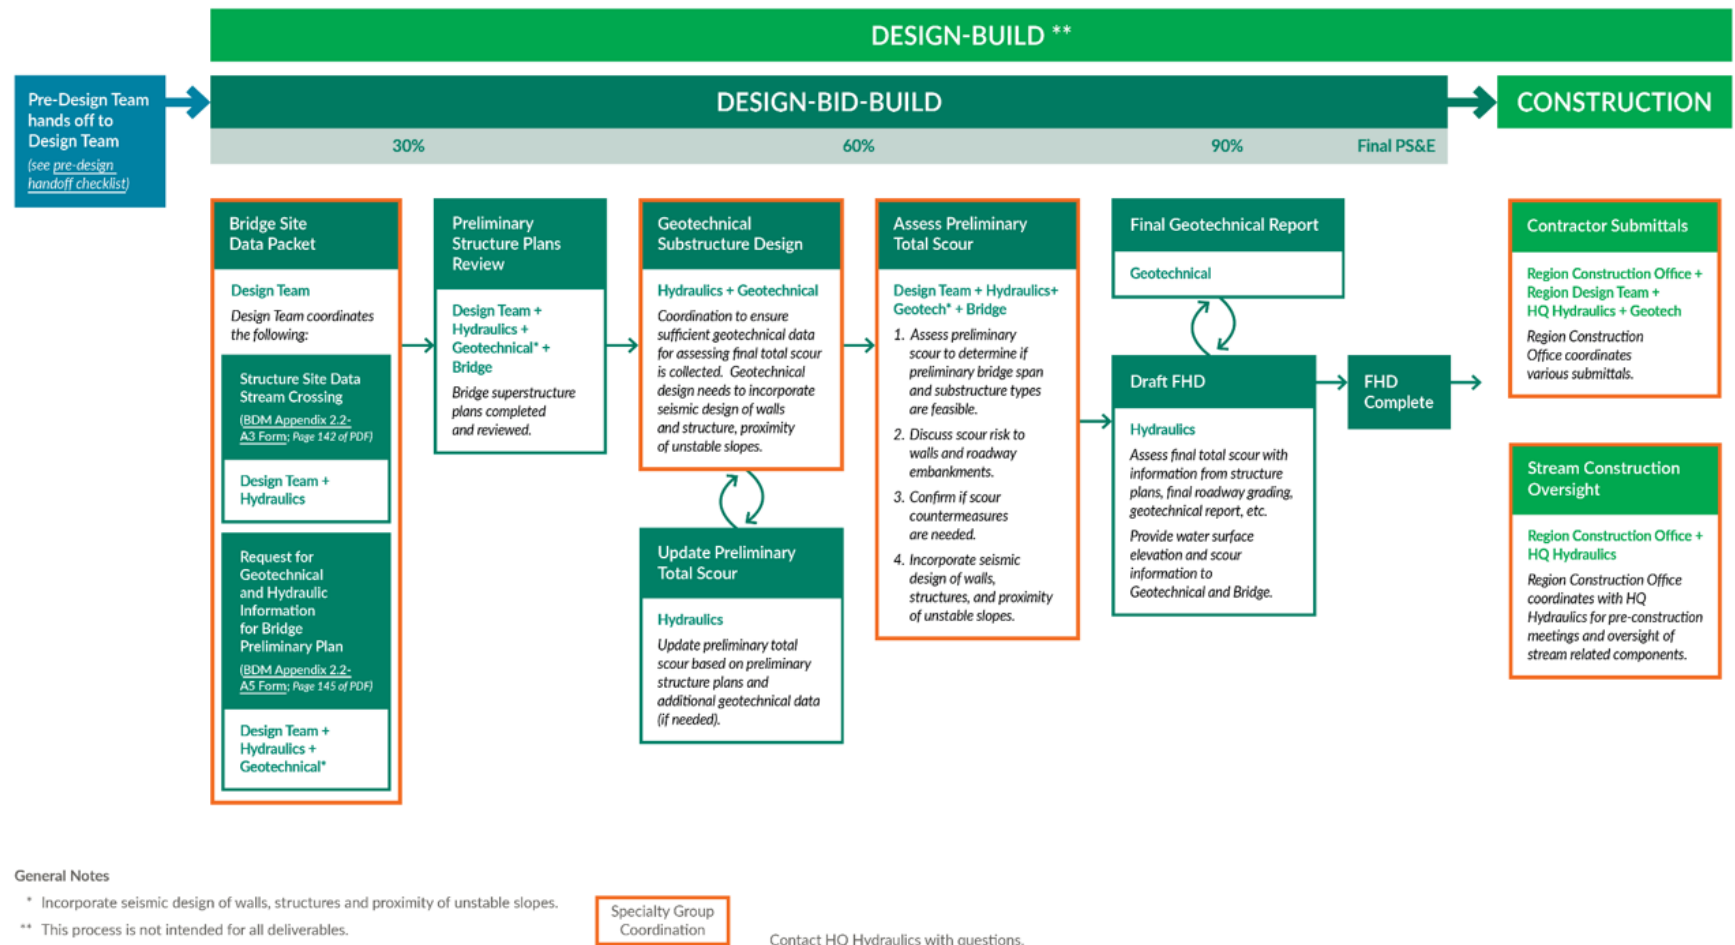 DESIGN-BUILD **
Pre-Design Team
hands off to
Design Team
(see pre-design
handoff checklist)
DESIGN-BID-BUILD
CONSTRUCTION
30%
60%
90%
Final PS&E
Bridge Site
Data Packet
Design Team
Design Team coordinates
the following:
Structure Site Data
Stream Crossing
(BDM Appendix 2.2-
A3 Form; Page 142 of PDF)
Design Team +
Hydraulics
Request for
Geotechnical
and Hydraulic
Information
for Bridge
Preliminary Plan
(BDM Appendix 2.2-
A5 Form; Page 145 of PDF)
Design Team +
Hydraulics +
Geotechnical*
Preliminary
Structure Plans
Review
Design Team +
Hydraulics +
Geotechnical* +
Bridge
Bridge superstructure
plans completed
and reviewed.
Geotechnical
Substructure Design
Hydraulics + Geotechnical
Coordination to ensure
sufficient geotechnical data
for assessing final total scour
is collected. Geotechnical
design needs to incorporate
seismic design of walls
and structure, proximity
of unstable slopes.
Update Preliminary
Total Scour
Hydraulics
Update preliminary total
scour based on preliminary
structure plans and
additional geotechnical data
(if needed).
Assess Preliminary
Total Scour
Design Team + Hydraulics+
Geotech* + Bridge
1. Assess preliminary
scour to determine if
preliminary bridge span
and substructure types
are feasible.
2. Discuss scour risk to
walls and roadway
embankments.
3. Confirm if scour
countermeasures
are needed.
4. Incorporate seismic
design of walls,
structures, and proximity
of unstable slopes.
Final Geotechnical Report
Geotechnical
Draft FHD
Hydraulics
Assess final total scour with
information from structure
plans, final roadway grading,
geotechnical report, etc.
Provide water surface
elevation and scour
information to
Geotechnical and Bridge.
FHD
Complete
Contractor Submittals
Region Construction Office +
Region Design Team +
HQ Hydraulics + Geotech
Region Construction
Office coordinates
various submittals.
Stream Construction
Oversight
Region Construction Office +
HQ Hydraulics
Region Construction Office
coordinates with HQ
Hydraulics for pre-construction
meetings and oversight of
stream related components.
General Notes
* Incorporate seismic design of walls, structures and proximity of unstable slopes.
** This process is not intended for all deliverables.
Specialty Group
Coordination
Contact HQ Hydraulics with questions.